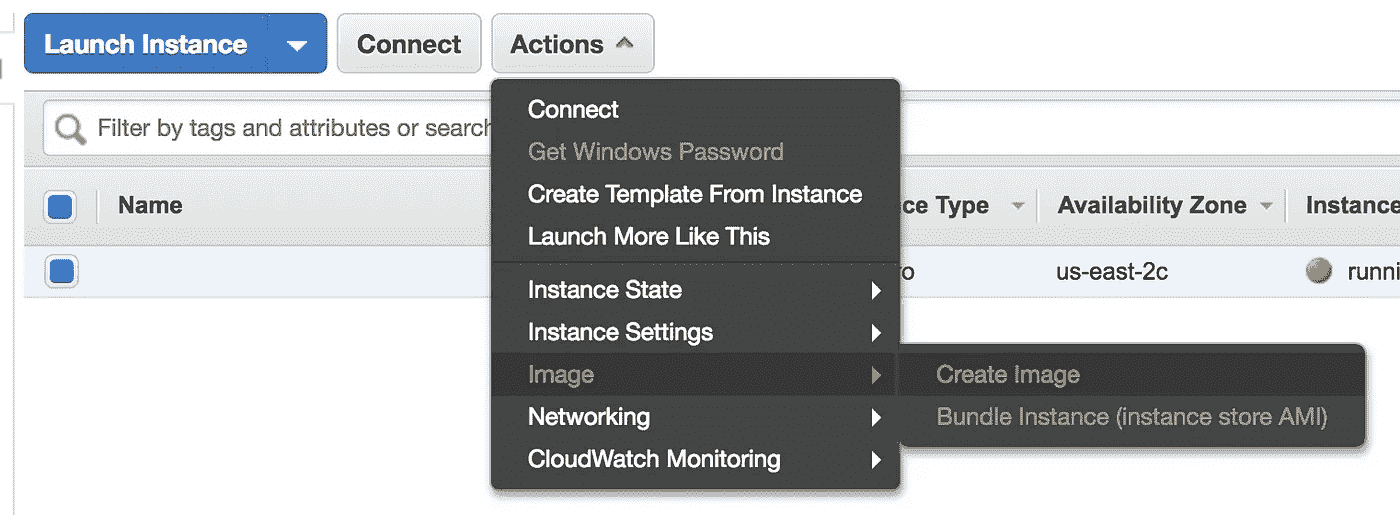 Launch Instance
Connect
Actions
Filter by tags and attributes or search
Connect
Get Windows Password
Create Template From Instance
Launch More Like This
Instance State
Instance Settings
Image
Networking
CloudWatch Monitoring
Create Image
Bundle Instance (instance store AMI)
Name
Type
Availability Zone
Instance
us-east-2c